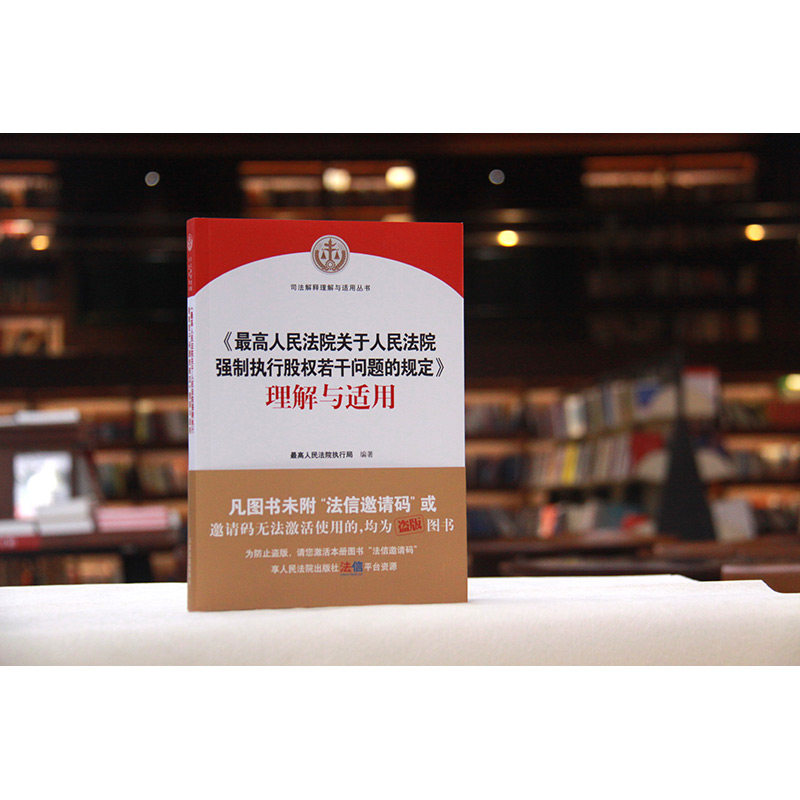 司法解释理解与适用丛书
《最高人民法院关于人民法院
强制执行股权若干问题的规定》
理解与适用
最高人民法院执行局 编著
凡图书未附“法信邀请码”或
邀请码无法激活使用的，均为 盗版 图书
为防止盗版，请您激活本册图书“法信邀请码”
享人民法院出版社法信平台资源